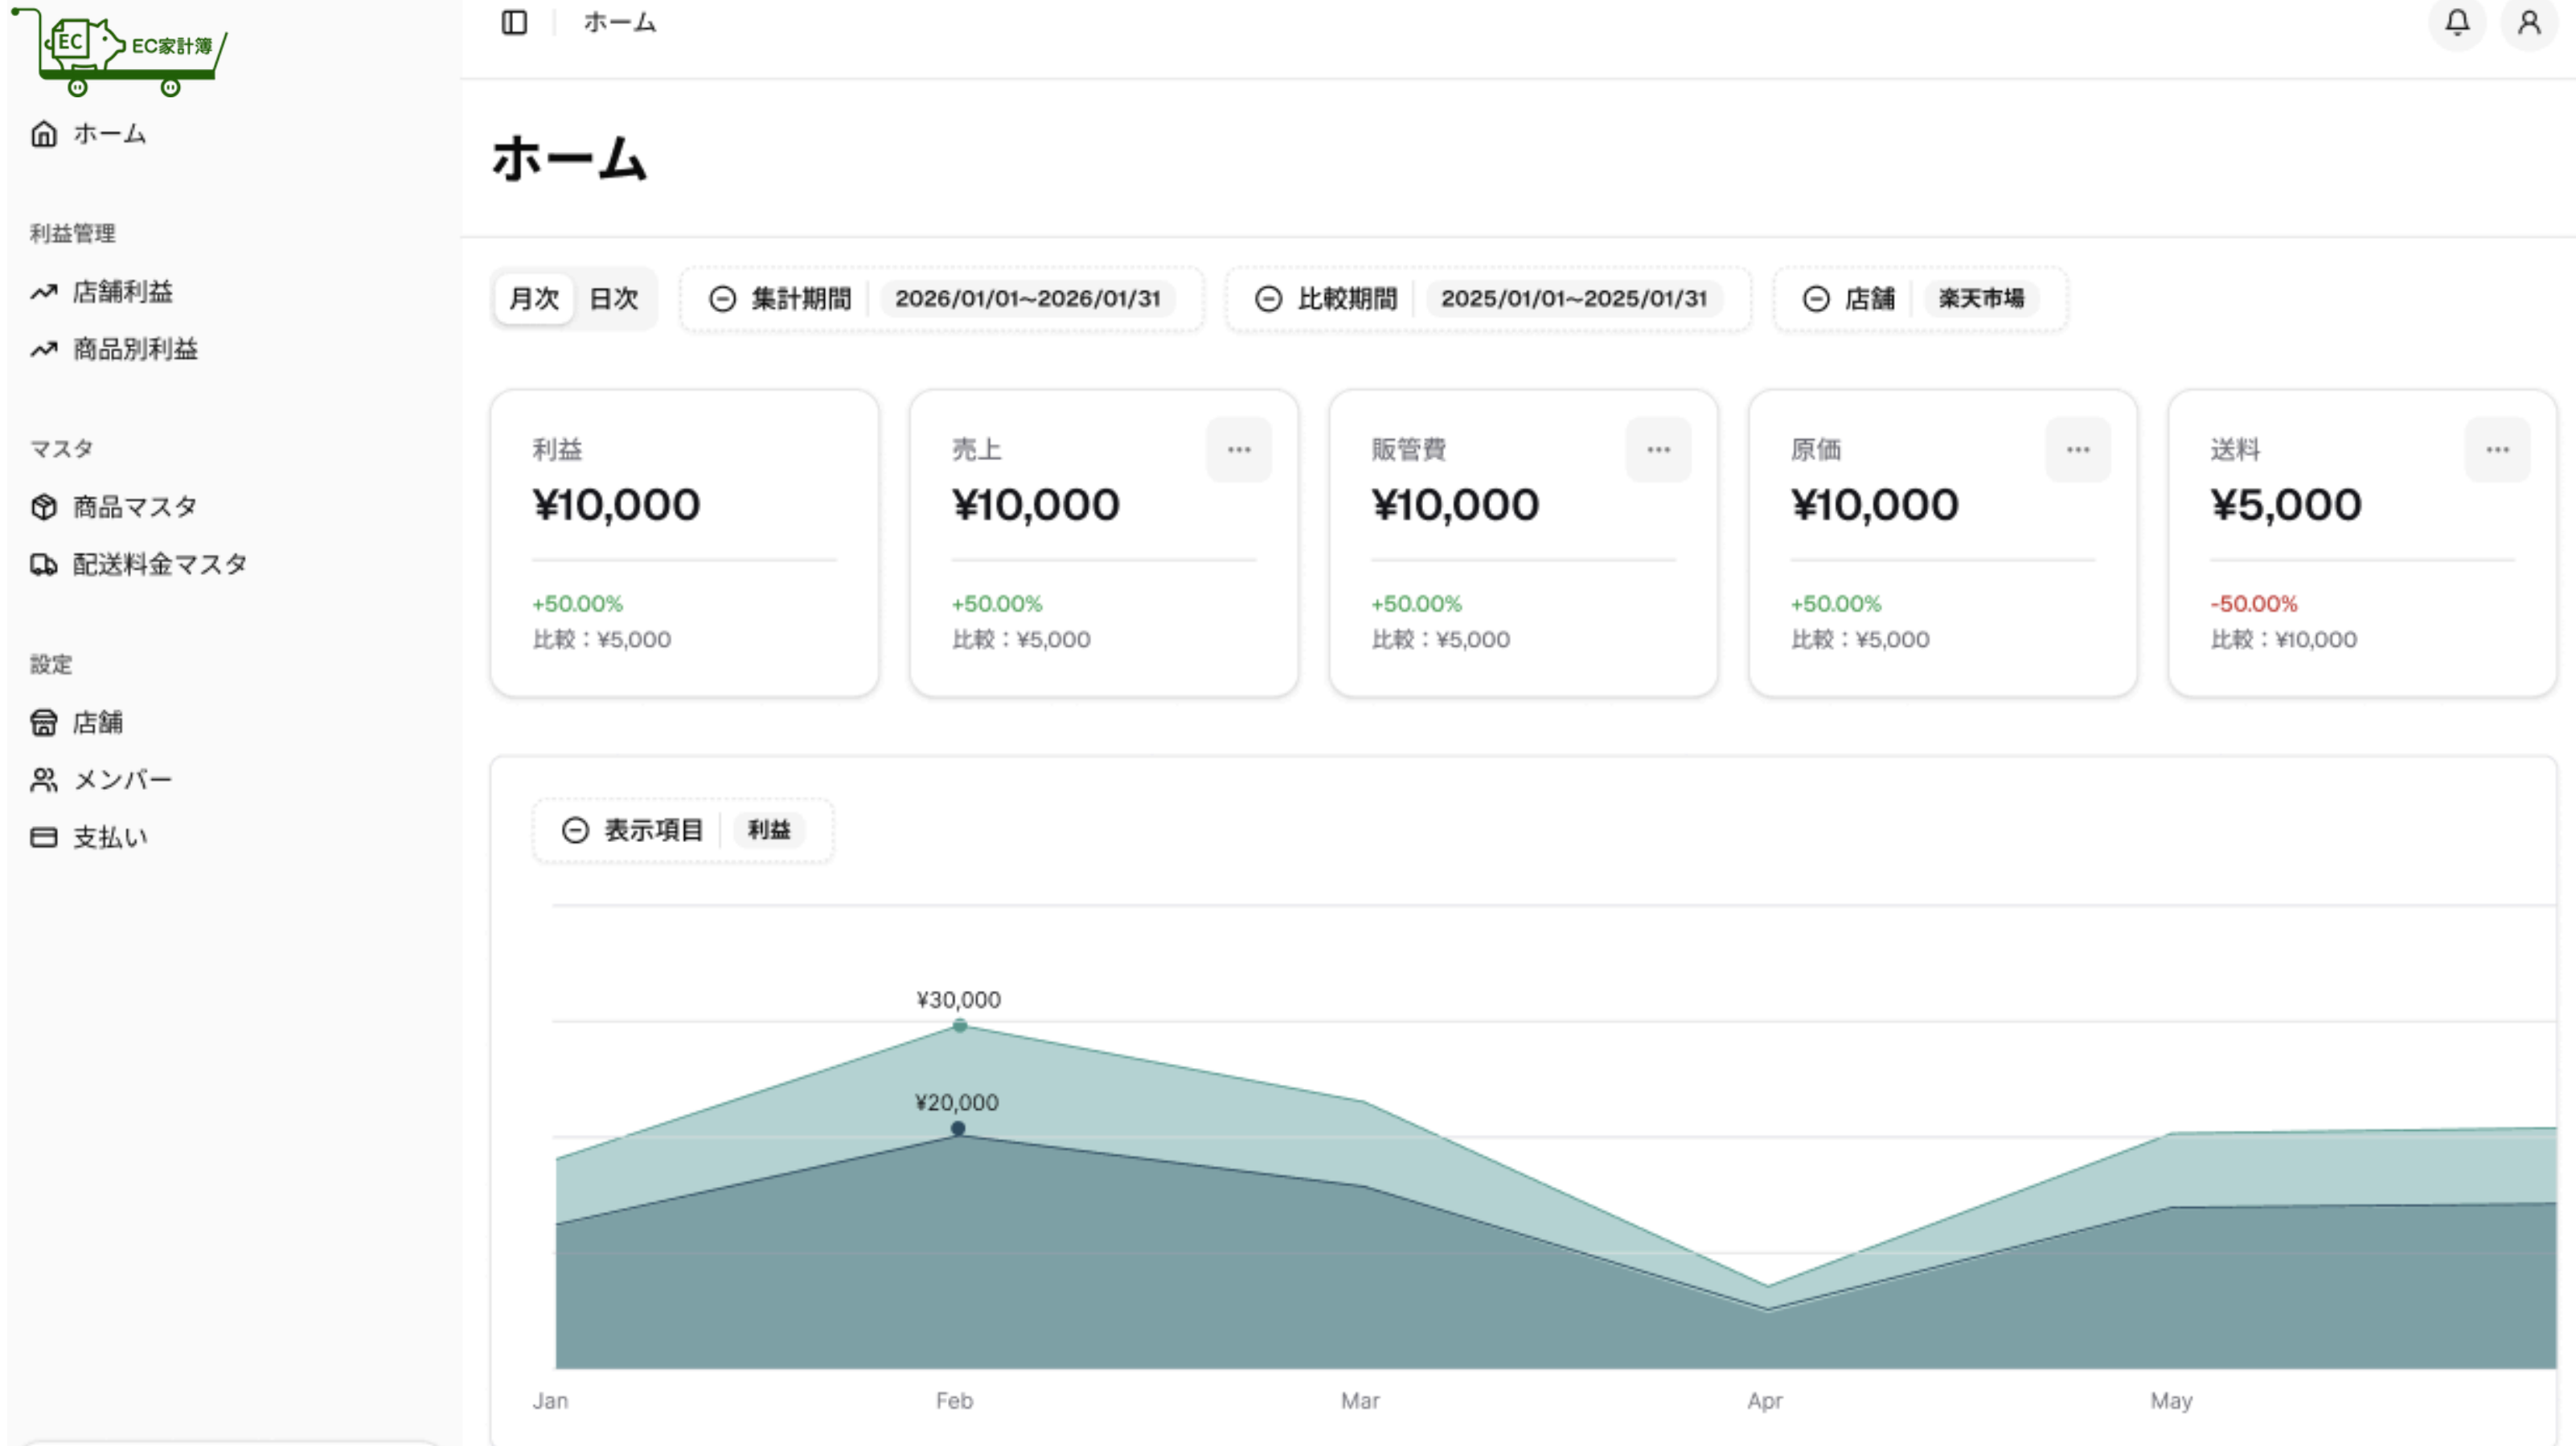 EC
EC家計簿
ホーム
利益管理
店舗利益
商品別利益
マスタ
商品マスタ
配送料金マスタ
設定
店舗
メンバー
支払い
ホーム
ホーム
月次 日次 集計期間 2026/01/01~2026/01/31 比較期間 2025/01/01~2025/01/31 店舗 楽天市場
利益
¥10,000
+50.00%
比較：¥5,000
売上
¥10,000
+50.00%
比較：¥5,000
販管費
¥10,000
+50.00%
比較：¥5,000
原価
¥10,000
+50.00%
比較：¥5,000
送料
¥5,000
-50.00%
比較：¥10,000
表示項目 利益
¥30,000
¥20,000
Jan Feb Mar Apr May